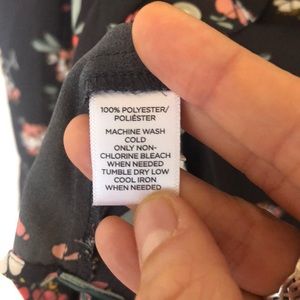 100% POLYESTER/
POLIÉSTER
MACHINE WASH
COLD
ONLY NON-
CHLORINE BLEACH
WHEN NEEDED
TUMBLE DRY LOW
COOL IRON
WHEN NEEDED